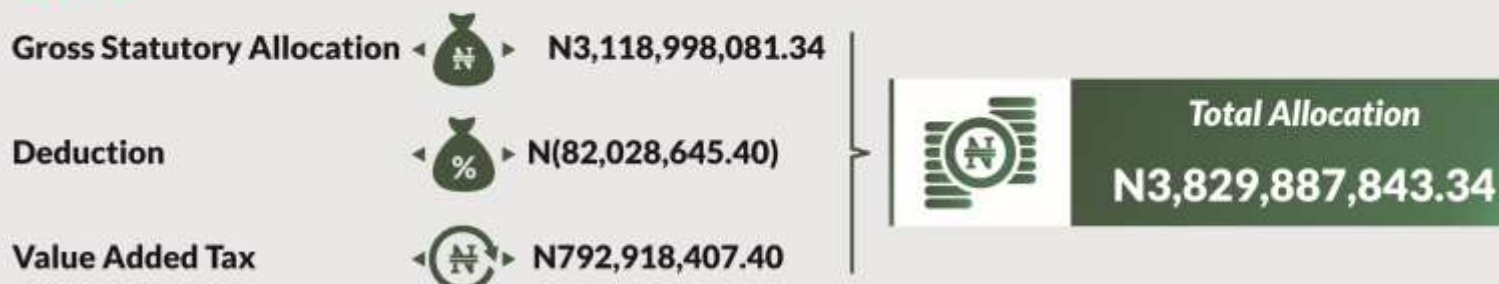 Gross Statutory Allocation ₦ N3,118,998,081.34
Deduction % N(82,028,645.40)
Value Added Tax ₦ N792,918,407.40
₦
Total Allocation
N3,829,887,843.34